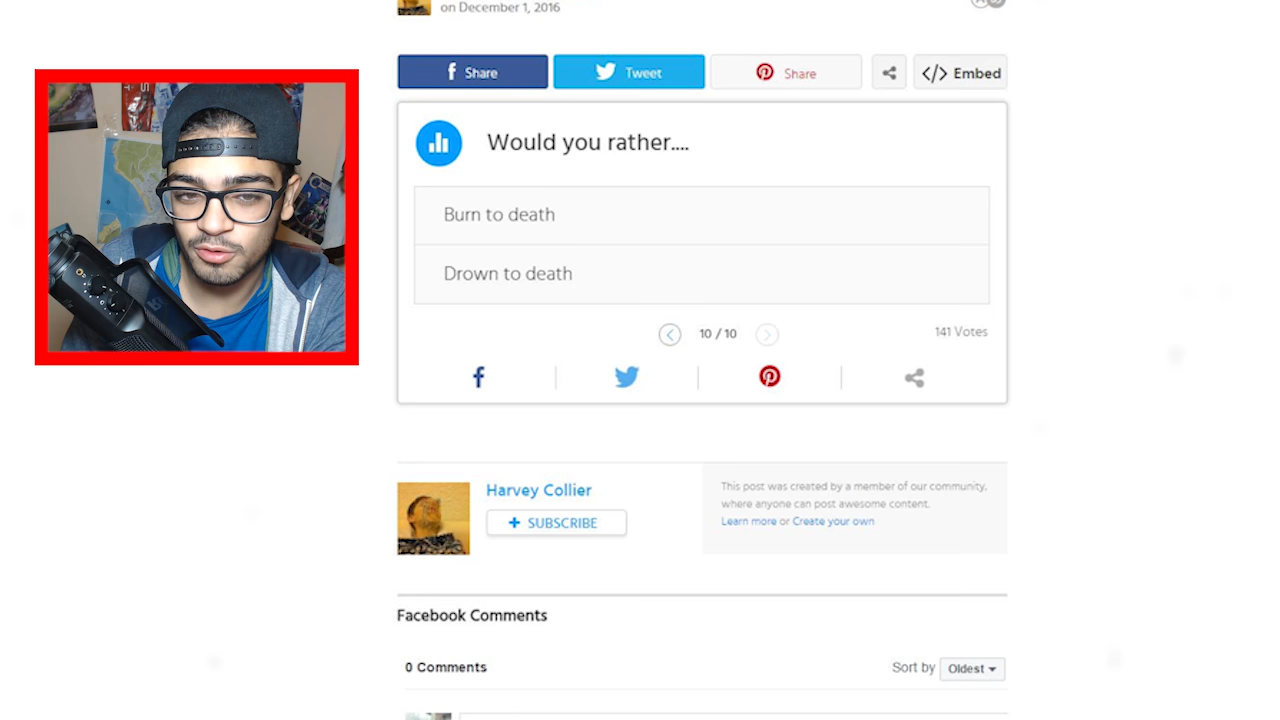 on December 1, 2016
Share
Tweet
Share
</> Embed
Would you rather....
Burn to death
Drown to death
10 / 10
141 Votes
Harvey Collier
+ SUBSCRIBE
This post was created by a member of our community,
where anyone can post awesome content.
Learn more or Create your own
Facebook Comments
0 Comments
Sort by Oldest